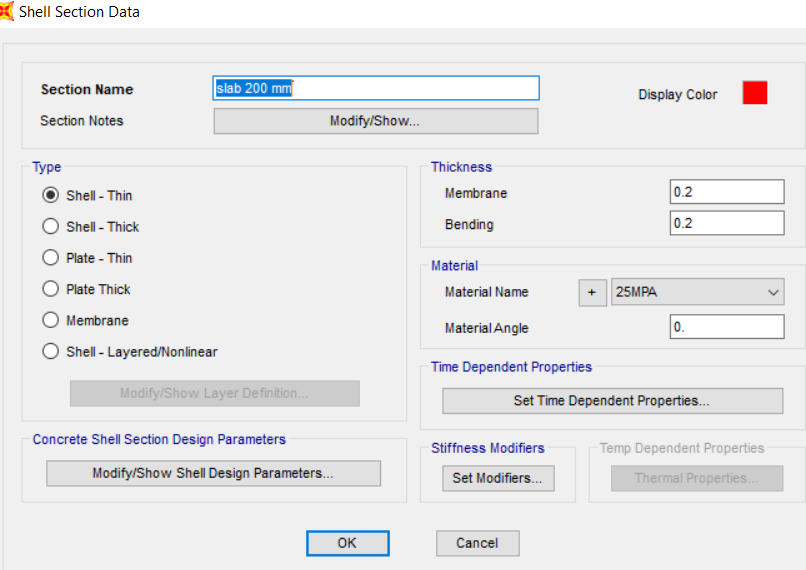 Shell Section Data
Section Name
slab 200 mm
Display Color
Section Notes
Modify/Show...
Type
Shell - Thin
Shell - Thick
Plate - Thin
Plate Thick
Membrane
Shell - Layered/Nonlinear
Modify/Show Layer Definition...
Thickness
Membrane
0.2
Bending
0.2
Material
Material Name
+
25MPA
Material Angle
0.
Time Dependent Properties
Set Time Dependent Properties...
Concrete Shell Section Design Parameters
Modify/Show Shell Design Parameters...
Stiffness Modifiers
Set Modifiers...
Temp Dependent Properties
Thermal Properties...
OK
Cancel